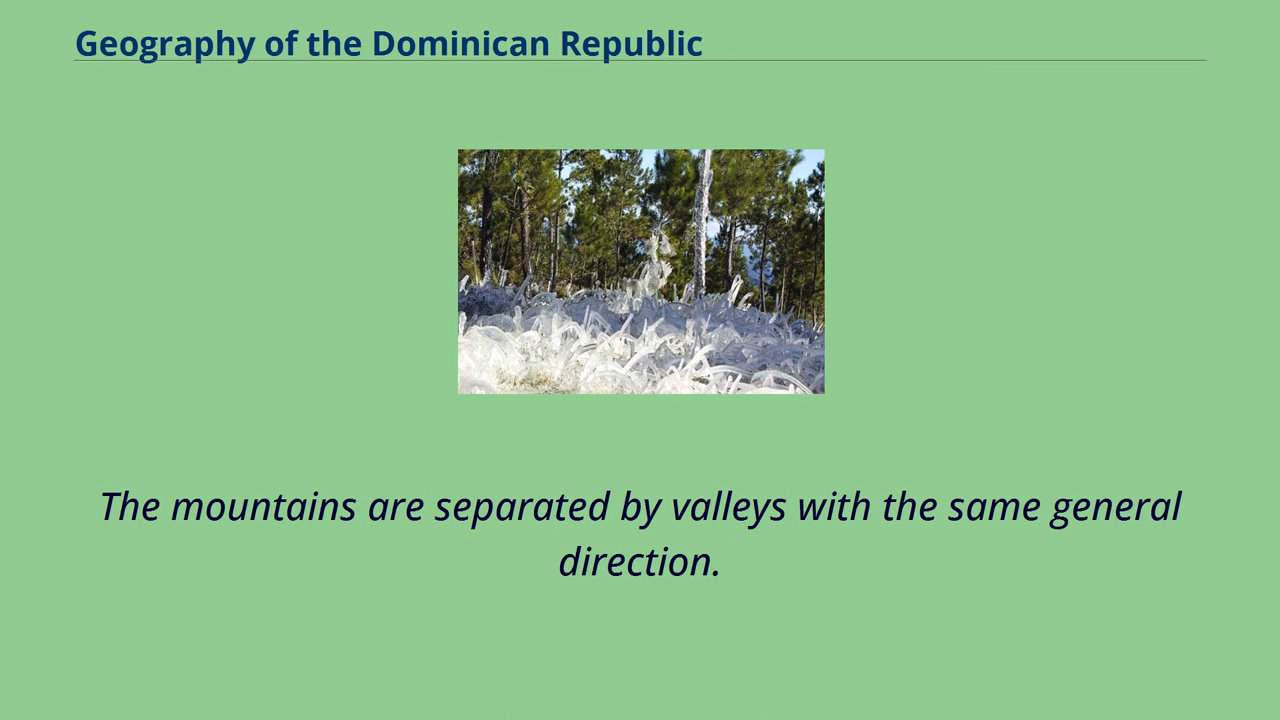 Geography of the Dominican Republic
The mountains are separated by valleys with the same general
direction.